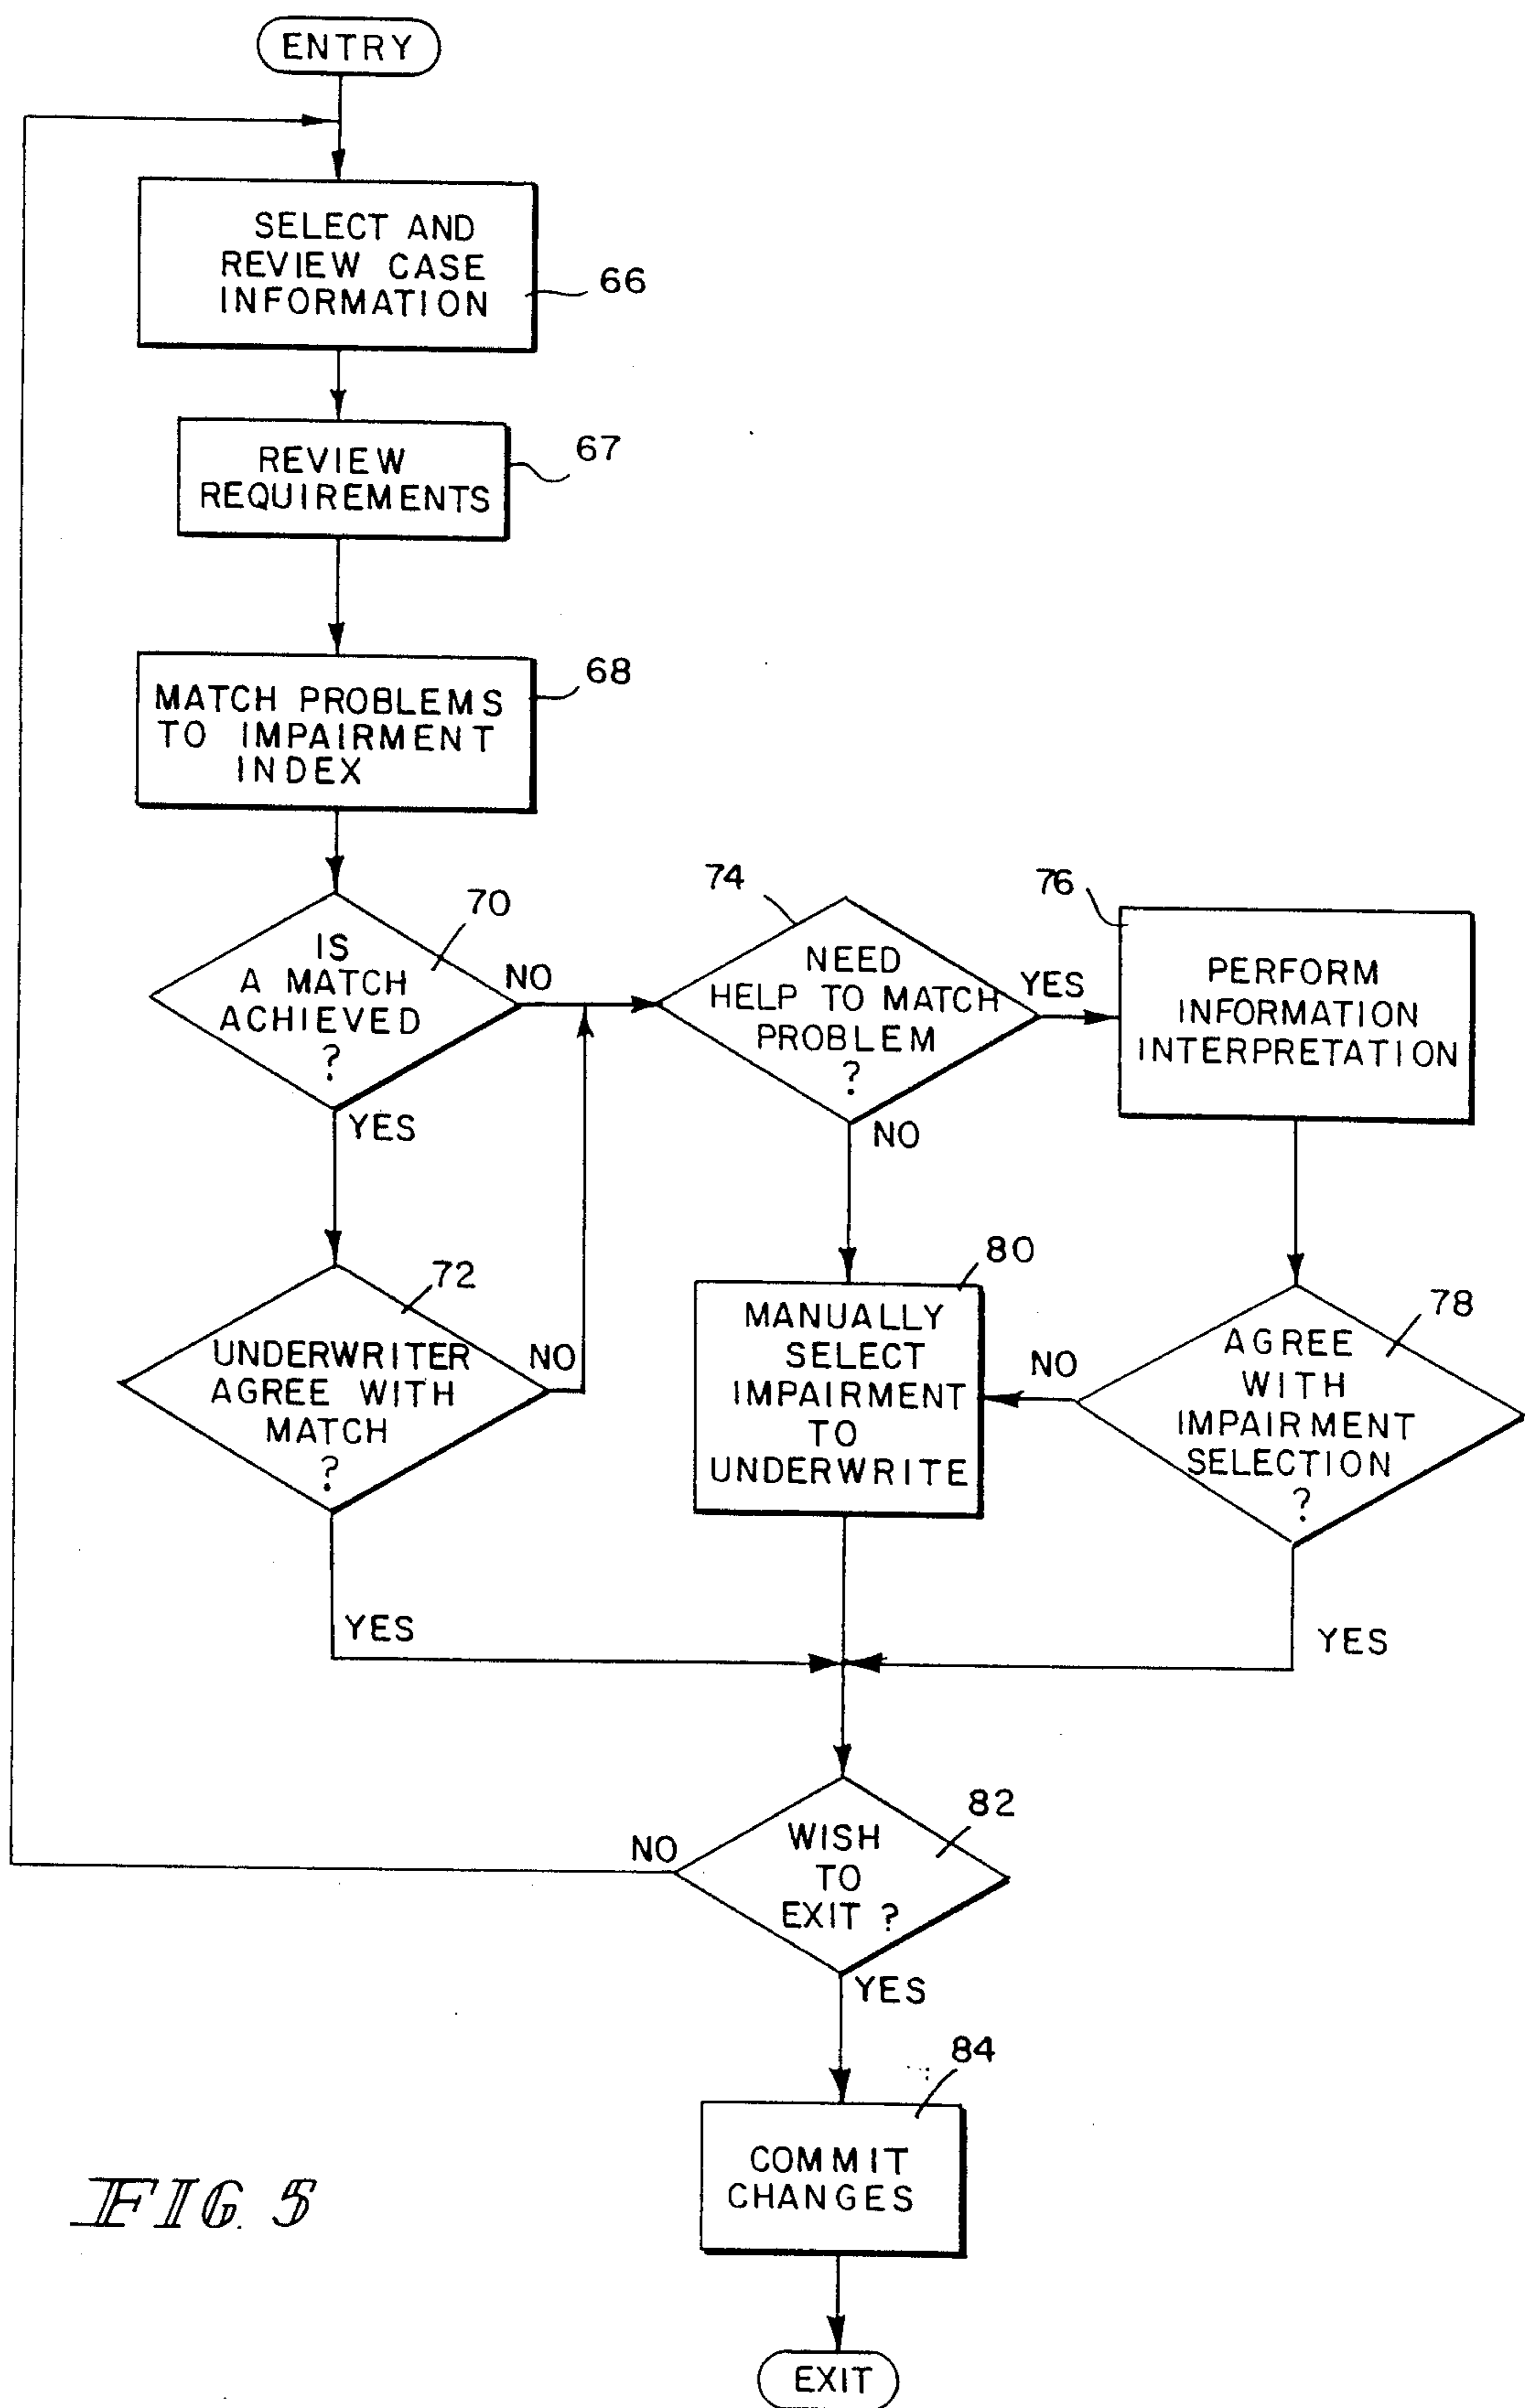 ENTRY
SELECT AND
REVIEW CASE
INFORMATION
66
REVIEW
REQUIREMENTS
67
MATCH PROBLEMS
TO IMPAIRMENT
INDEX
68
IS
A MATCH
ACHIEVED
?
70
NO
YES
NEED
HELP TO MATCH
PROBLEM
?
74
YES
NO
76
PERFORM
INFORMATION
INTERPRETATION
UNDERWRITER
AGREE WITH
MATCH
?
72
NO
YES
MANUALLY
SELECT
IMPAIRMENT
TO
UNDERWRITE
80
NO
AGREE
WITH
IMPAIRMENT
SELECTION
?
78
YES
WISH
TO
EXIT ?
82
NO
YES
84
COMMIT
CHANGES
EXIT
FIG. 5